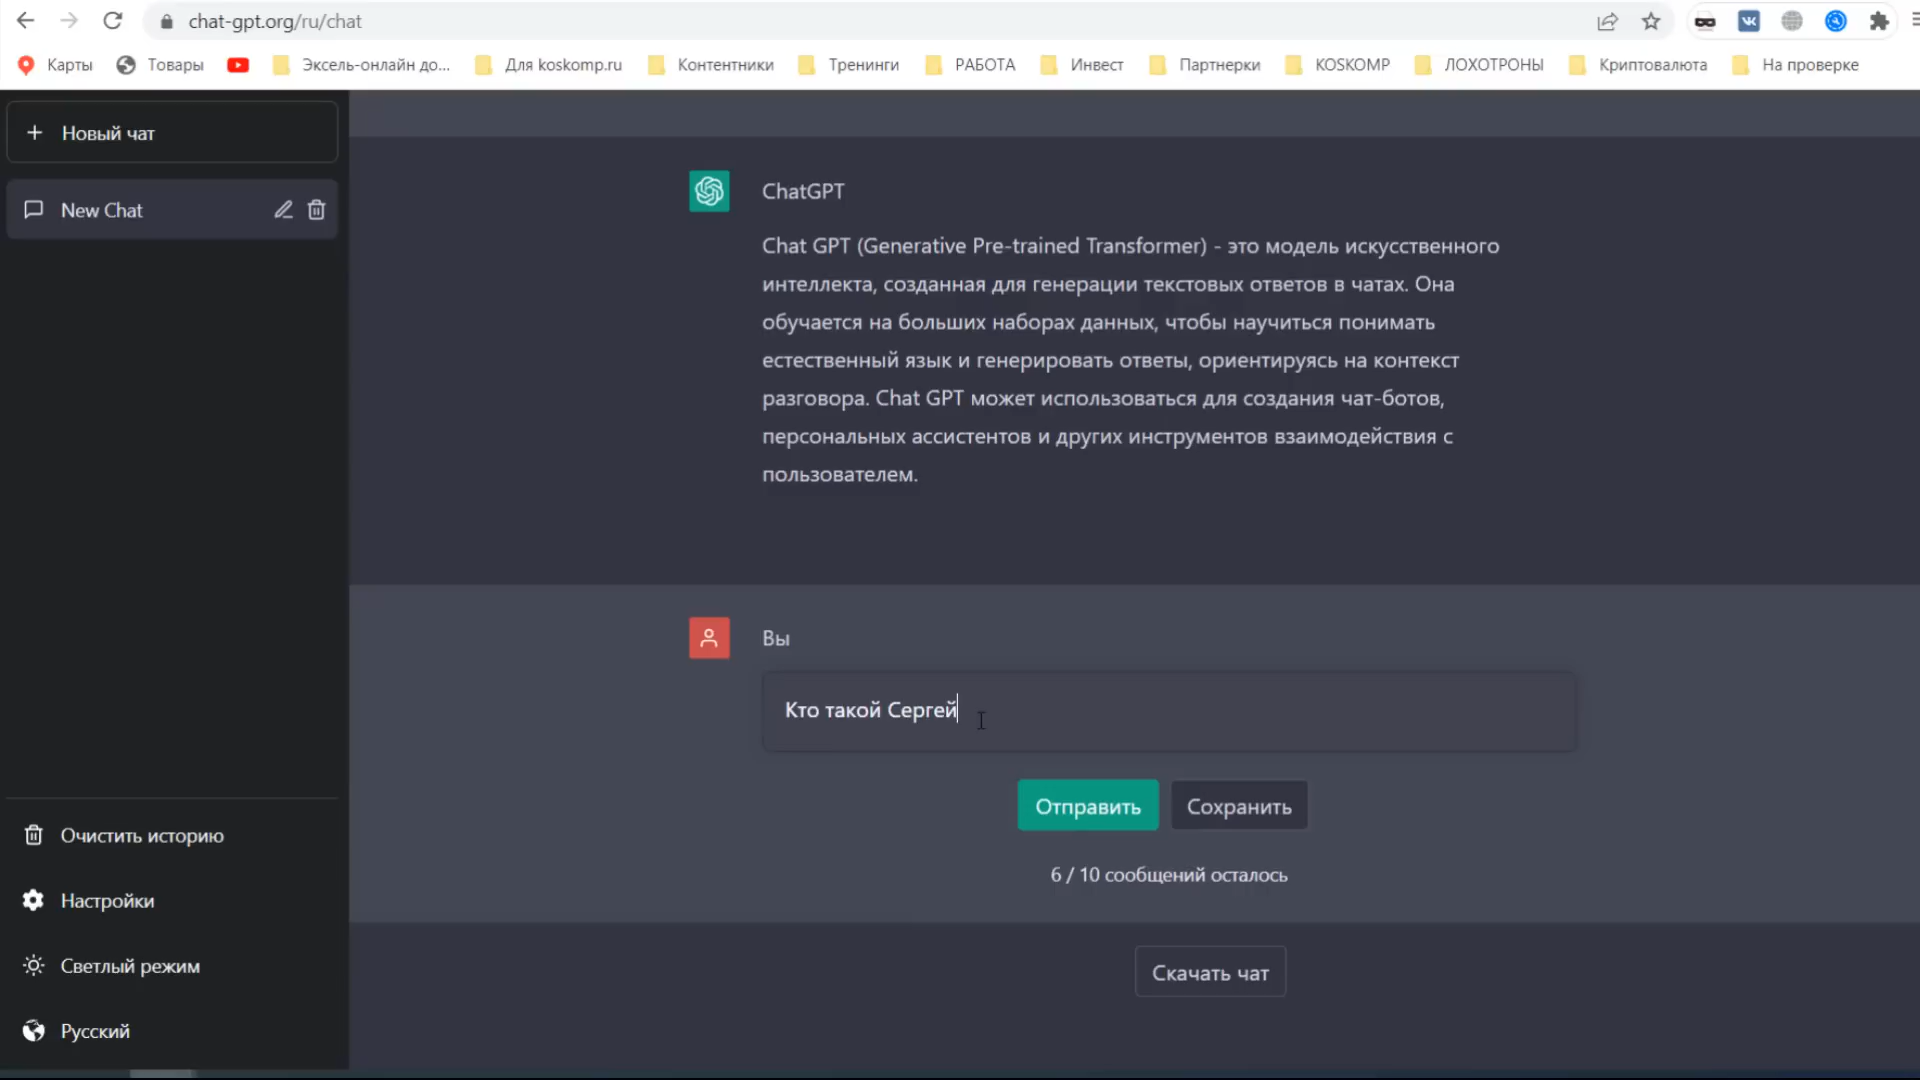 chat-gpt.org/ru/chat
Карты Товары Эксель-онлайн до... Для koskomp.ru Контентники Тренинги РАБОТА Инвест Партнерки KOSKOMP ЛОХОТРОНЫ Криптовалюта На проверке
Новый чат
New Chat
ChatGPT
Chat GPT (Generative Pre-trained Transformer) - это модель искусственного
интеллекта, созданная для генерации текстовых ответов в чатах. Она
обучается на больших наборах данных, чтобы научиться понимать
естественный язык и генерировать ответы, ориентируясь на контекст
разговора. Chat GPT может использоваться для создания чат-ботов,
персональных ассистентов и других инструментов взаимодействия с
пользователем.
Вы
Кто такой Сергей
Отправить Сохранить
6 / 10 сообщений осталось
Скачать чат
Очистить историю
Настройки
Светлый режим
Русский